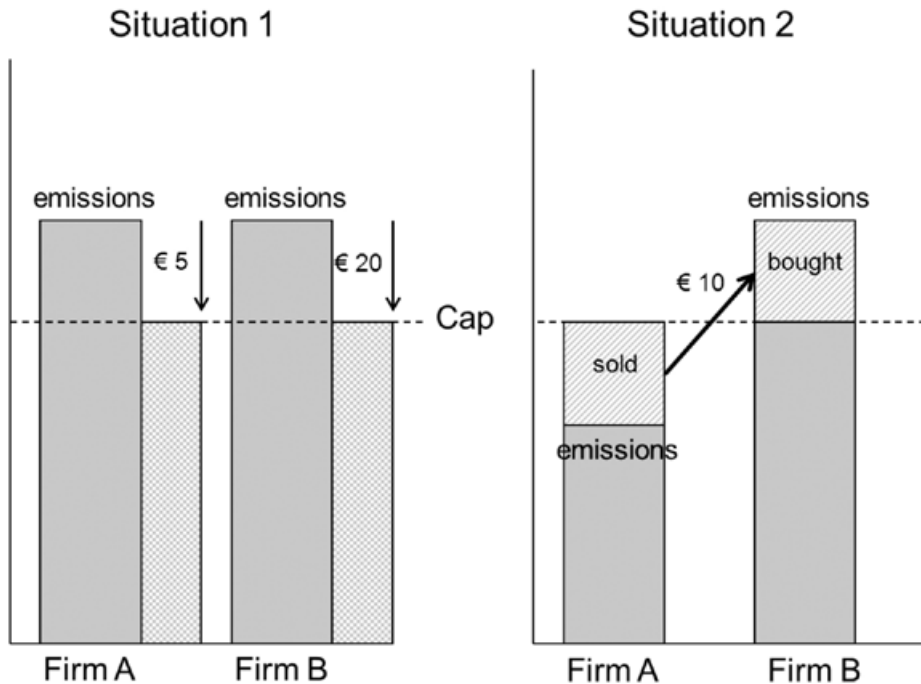 Situation 1
emissions
emissions
€ 5
€ 20
Cap
Firm A
Firm B
Situation 2
emissions
bought
€ 10
sold
emissions
Firm A
Firm B